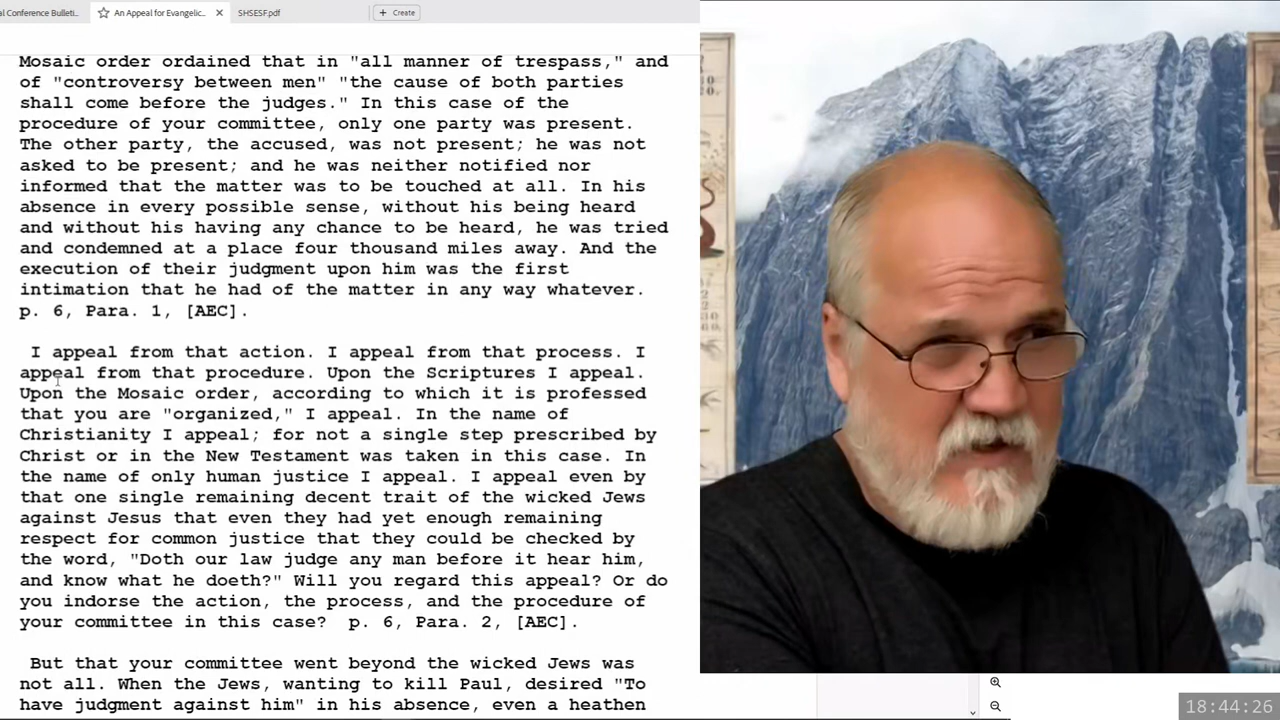 al Conference Bulleti...
An Appeal for Evangelic...
SHSESF.pdf
Create
Mosaic order ordained that in "all manner of trespass," and
of "controversy between men" "the cause of both parties
shall come before the judges." In this case of the
procedure of your committee, only one party was present.
The other party, the accused, was not present; he was not
asked to be present; and he was neither notified nor
informed that the matter was to be touched at all. In his
absence in every possible sense, without his being heard
and without his having any chance to be heard, he was tried
and condemned at a place four thousand miles away. And the
execution of their judgment upon him was the first
intimation that he had of the matter in any way whatever.
p. 6, Para. 1, [AEC].
I appeal from that action. I appeal from that process. I
appeal from that procedure. Upon the Scriptures I appeal.
Upon the Mosaic order, according to which it is professed
that you are "organized," I appeal. In the name of
Christianity I appeal; for not a single step prescribed by
Christ or in the New Testament was taken in this case. In
the name of only human justice I appeal. I appeal even by
that one single remaining decent trait of the wicked Jews
against Jesus that even they had yet enough remaining
respect for common justice that they could be checked by
the word, "Doth our law judge any man before it hear him,
and know what he doeth?" Will you regard this appeal? Or do
you indorse the action, the process, and the procedure of
your committee in this case?  p. 6, Para. 2, [AEC].
But that your committee went beyond the wicked Jews was
not all. When the Jews, wanting to kill Paul, desired "To
have judgment against him" in his absence, even a heathen
18:44:26